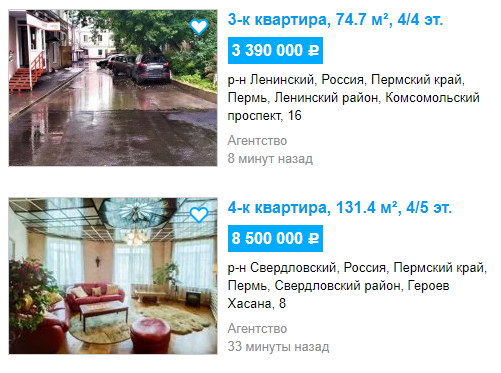 3-к квартира, 74.7 м², 4/4 эт.
3 390 000 ₽
р-н Ленинский, Россия, Пермский край,
Пермь, Ленинский район, Комсомольский
проспект, 16
Агентство
8 минут назад
4-к квартира, 131.4 м², 4/5 эт.
8 500 000 ₽
р-н Свердловский, Россия, Пермский край,
Пермь, Свердловский район, Героев
Хасана, 8
Агентство
33 минуты назад